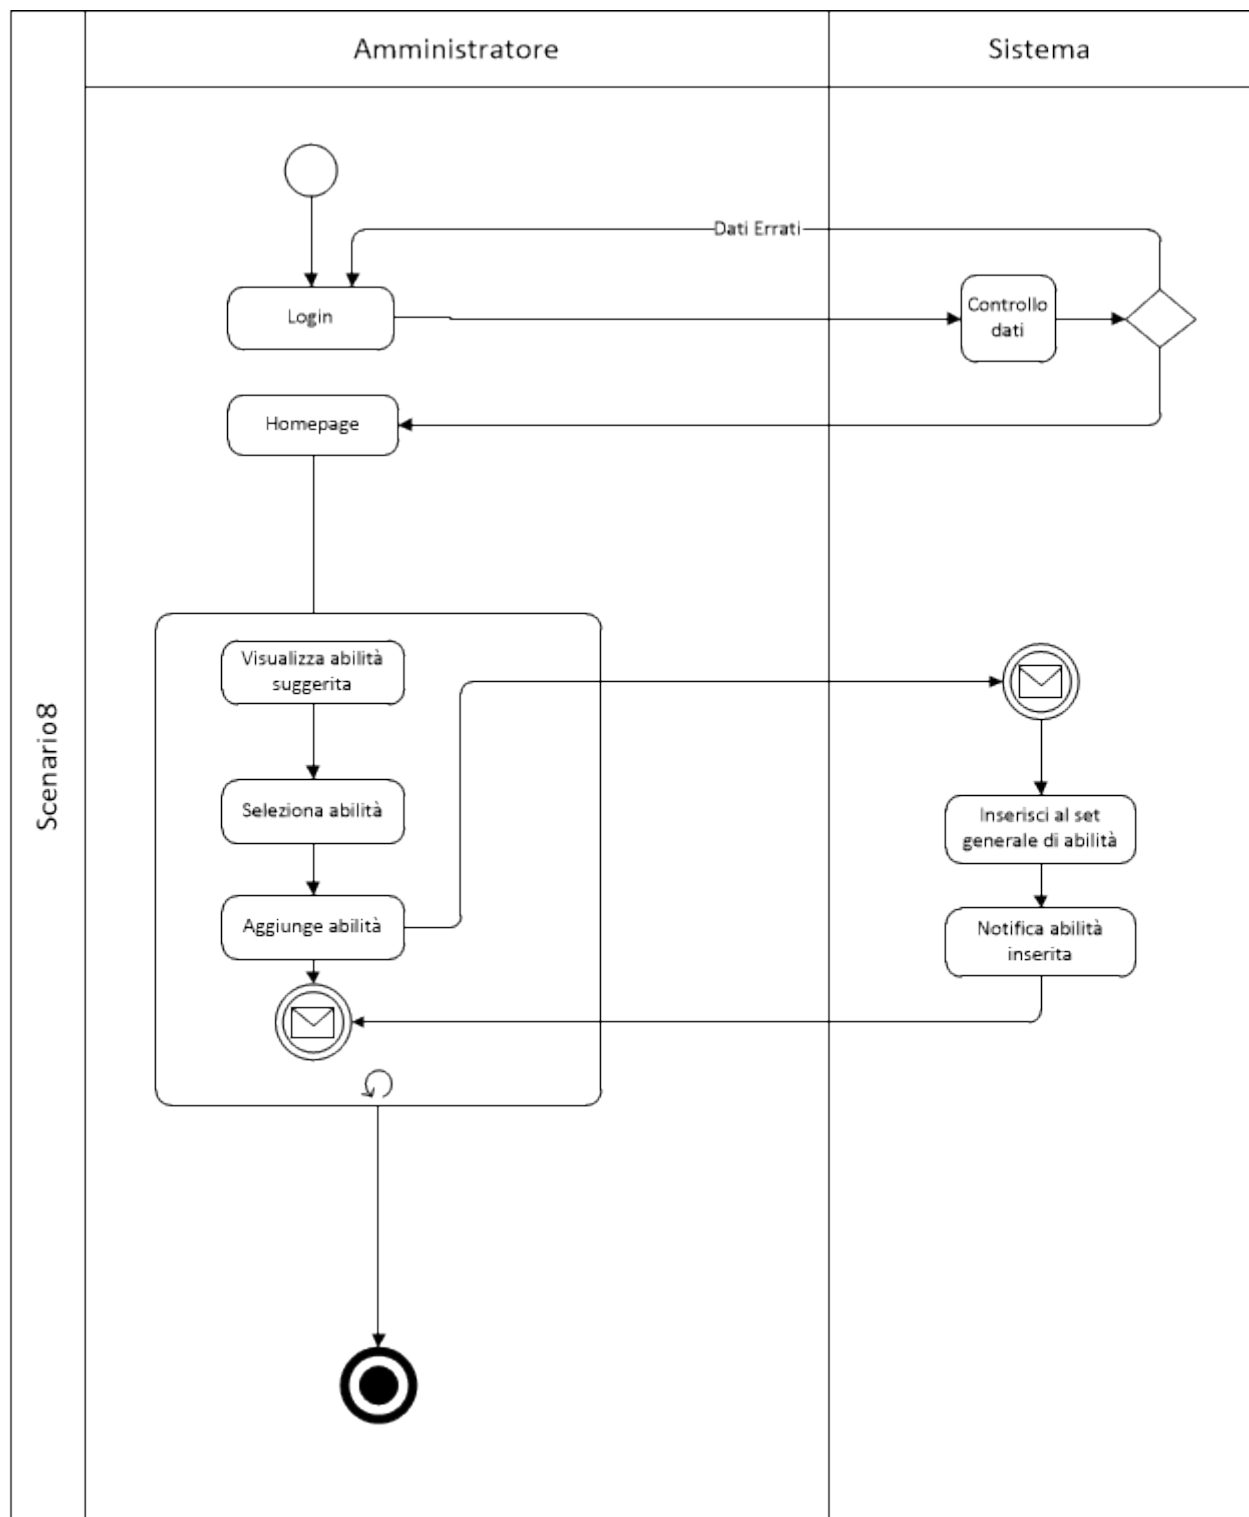 Amministratore
Sistema
Scenario8
Dati Errati
Login
Controllo
dati
Homepage
Visualizza abilità
suggerita
Seleziona abilità
Inserisci al set
generale di abilità
Aggiunge abilità
Notifica abilità
inserita